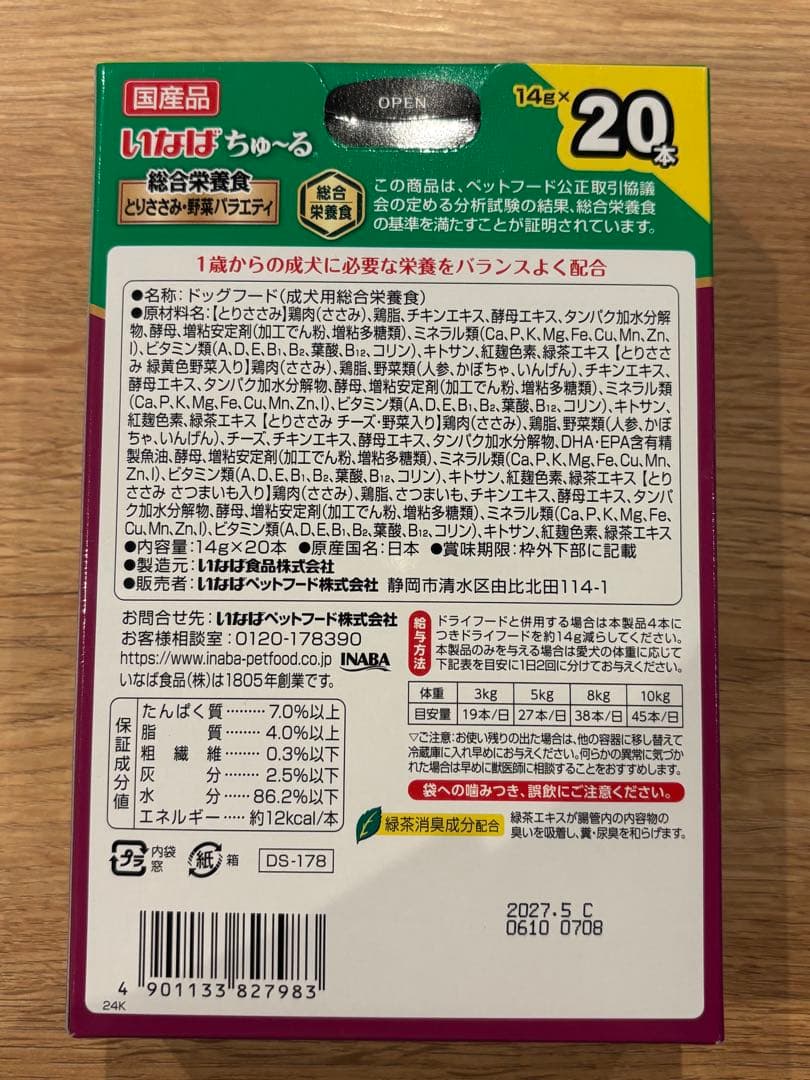 国産品
OPEN
14g×20本
いなば ちゅ〜る
総合栄養食
とりささみ・野菜バラエティ
総合
栄養食
この商品は、ペットフード公正取引協議
会の定める分析試験の結果、総合栄養食
の基準を満たすことが証明されています。
1歳からの成犬に必要な栄養をバランスよく配合
●名称:ドッグフード(成犬用総合栄養食)
●原材料名:【とりささみ】鶏肉(ささみ)、鶏脂、チキンエキス、酵母エキス、タンパク加水分解
物、酵母、増粘安定剤(加工でん粉、増粘多糖類)、ミネラル類(Ca,P,K,Mg,Fe,Cu,Mn,Zn,
I)、ビタミン類(A,D,E,B₁,B₂,葉酸,B₁₂,コリン)、キトサン、紅麹色素、緑茶エキス【とりささ
み 緑黄色野菜入り】鶏肉(ささみ)、鶏脂、野菜類(人参、かぼちゃ、いんげん)、チキンエキス、
酵母エキス、タンパク加水分解物、酵母、増粘安定剤(加工でん粉、増粘多糖類)、ミネラル類
(Ca,P,K,Mg,Fe,Cu,Mn,Zn,I)、ビタミン類(A,D,E,B₁,B₂,葉酸,B₁₂,コリン)、キトサン、
紅麹色素、緑茶エキス【とりささみ チーズ・野菜入り】鶏肉(ささみ)、鶏脂、野菜類(人参、かぼ
ちゃ、いんげん)、チーズ、チキンエキス、酵母エキス、タンパク加水分解物、DHA・EPA含有精
製魚油、酵母、増粘安定剤(加工でん粉、増粘多糖類)、ミネラル類(Ca,P,K,Mg,Fe,Cu,Mn,
Zn,I)、ビタミン類(A,D,E,B₁,B₂,葉酸,B₁₂,コリン)、キトサン、紅麹色素、緑茶エキス【とり
ささみ さつまいも入り】鶏肉(ささみ)、鶏脂、さつまいも、チキンエキス、酵母エキス、タンパ
ク加水分解物、酵母、増粘安定剤(加工でん粉、増粘多糖類)、ミネラル類(Ca,P,K,Mg,Fe,
Cu,Mn,Zn,I)、ビタミン類(A,D,E,B₁,B₂,葉酸,B₁₂,コリン)、キトサン、紅麹色素、緑茶エキス
●内容量:14g×20本 ●原産国名:日本 ●賞味期限:枠外下部に記載
●製造元:いなば食品株式会社
●販売者:いなばペットフード株式会社 静岡市清水区由比北田114-1
お問合せ先:いなばペットフード株式会社
お客様相談室:0120-178390
https://www.inaba-petfood.co.jp INABA
いなば食品(株)は1805年創業です。
給与方法
ドライフードと併用する場合は本製品4本に
つきドライフードを約14g減らしてください。
本製品のみを与える場合は愛犬の体重に応じて
下記表を目安に1日2回に分けてお与えください。
体重 3kg 5kg 8kg 10kg
目安量 19本/日 27本/日 38本/日 45本/日
▽ご注意:お使い残りの出た場合は、他の容器に移し替えて
冷蔵庫に入れ早めにお与えください。何らかの異常に気づか
れた場合は早めに獣医師に相談することをおすすめします。
袋への噛みつき、誤飲にご注意ください。
保証成分値
たんぱく質………7.0%以上
脂質………4.0%以上
粗繊維………0.3%以下
灰分………2.5%以下
水分………86.2%以下
エネルギー……約12kcal/本
緑茶消臭成分配合
緑茶エキスが腸管内の内容物の
臭いを吸着し、糞・尿臭を和らげます。
プラ
内袋
窓
紙
箱
DS-178
2027.5 C
0610 0708
4 901133 827983
24K